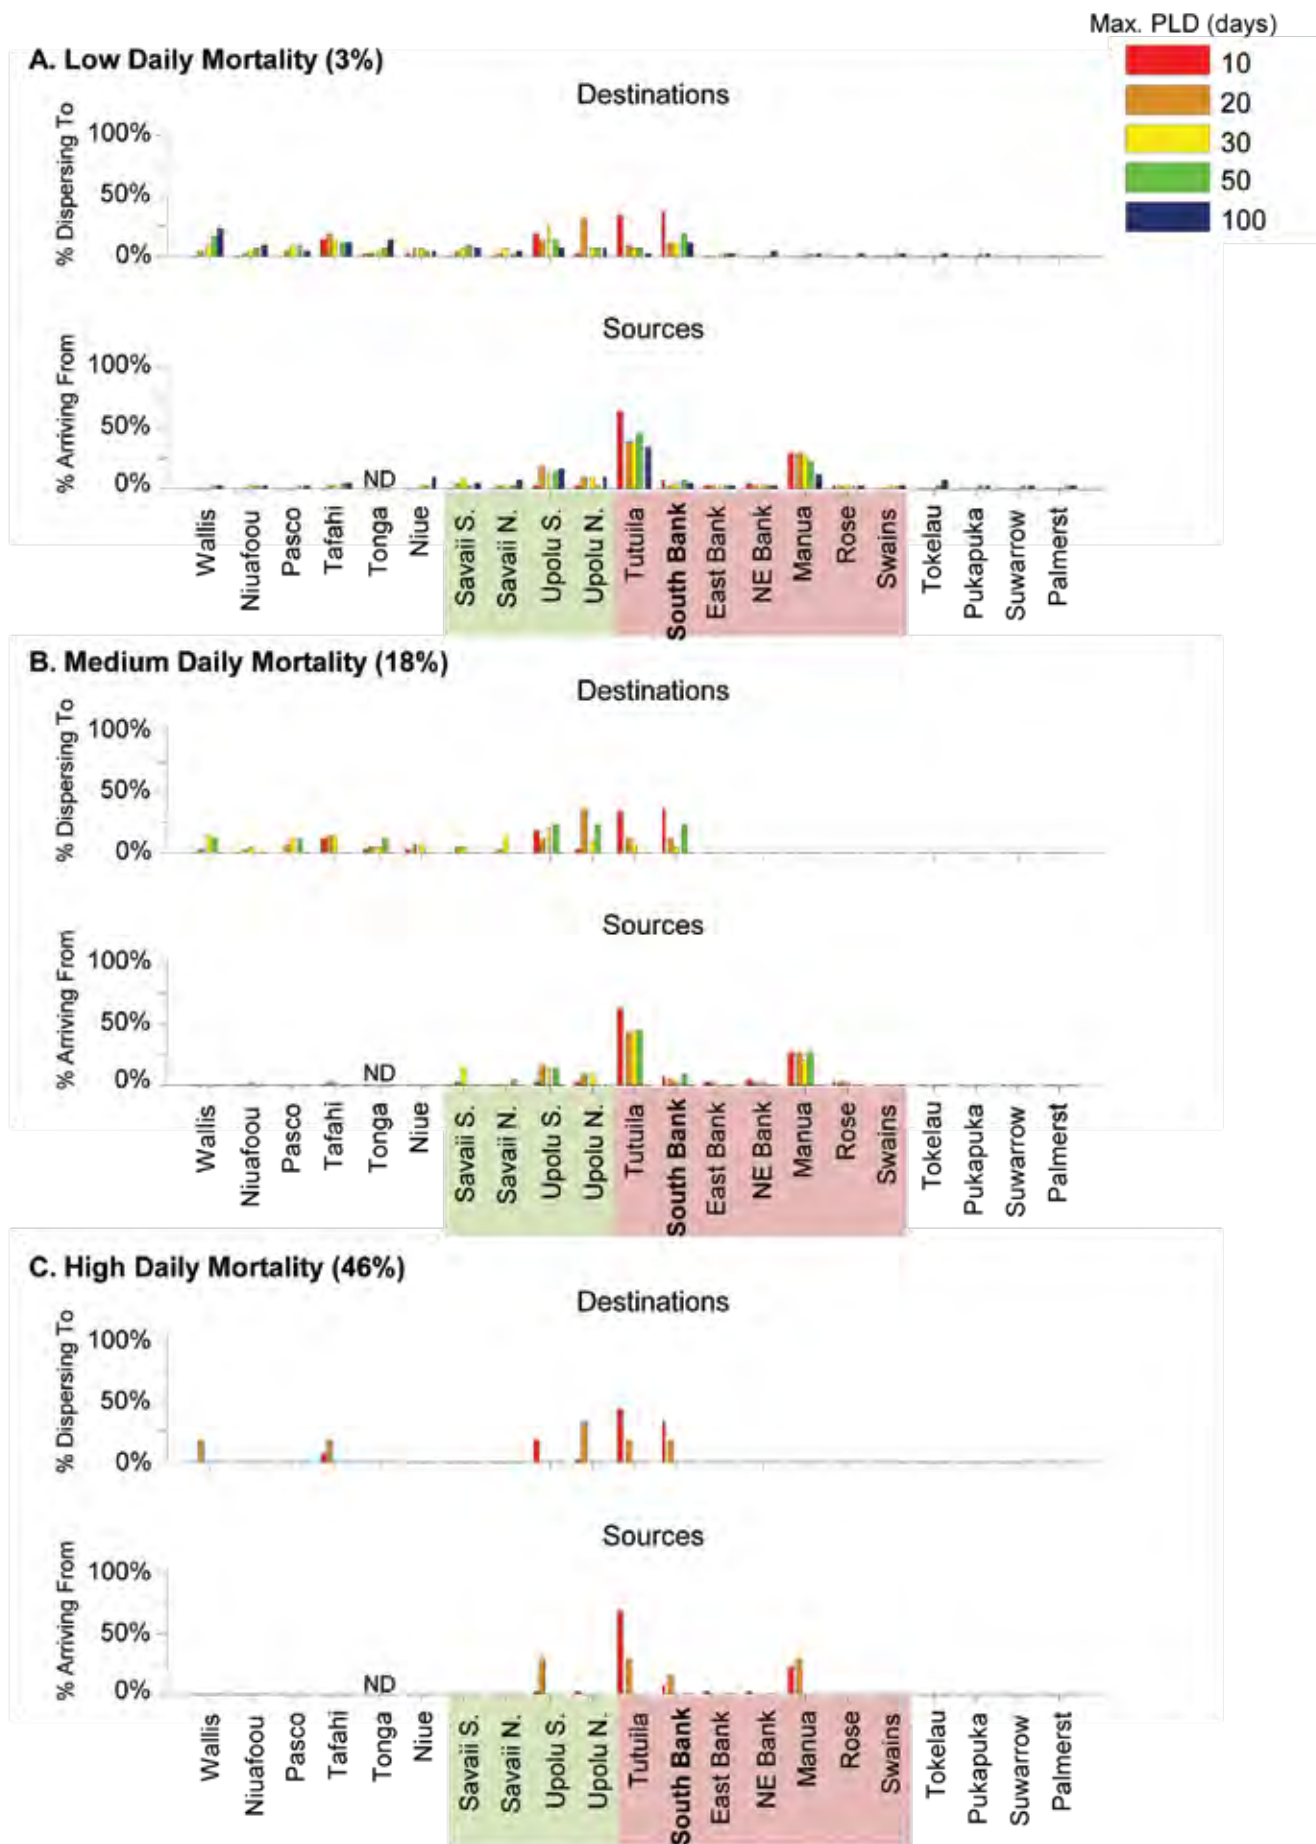 Max. PLD (days)
10
20
30
50
100
A. Low Daily Mortality (3%)
Destinations
% Dispersing To
100%
50%
0%
Sources
% Arriving From
100%
50%
0%
ND
Wallis
Niuafoou
Pasco
Tafahi
Tonga
Niue
Savaii S.
Savaii N.
Upolu S.
Upolu N.
Tutuila
South Bank
East Bank
NE Bank
Manua
Rose
Swains
Tokelau
Pukapuka
Suwarrow
Palmerst
B. Medium Daily Mortality (18%)
Destinations
% Dispersing To
100%
50%
0%
Sources
% Arriving From
100%
50%
0%
ND
Wallis
Niuafoou
Pasco
Tafahi
Tonga
Niue
Savaii S.
Savaii N.
Upolu S.
Upolu N.
Tutuila
South Bank
East Bank
NE Bank
Manua
Rose
Swains
Tokelau
Pukapuka
Suwarrow
Palmerst
C. High Daily Mortality (46%)
Destinations
% Dispersing To
100%
50%
0%
Sources
% Arriving From
100%
50%
0%
ND
Wallis
Niuafoou
Pasco
Tafahi
Tonga
Niue
Savaii S.
Savaii N.
Upolu S.
Upolu N.
Tutuila
South Bank
East Bank
NE Bank
Manua
Rose
Swains
Tokelau
Pukapuka
Suwarrow
Palmerst